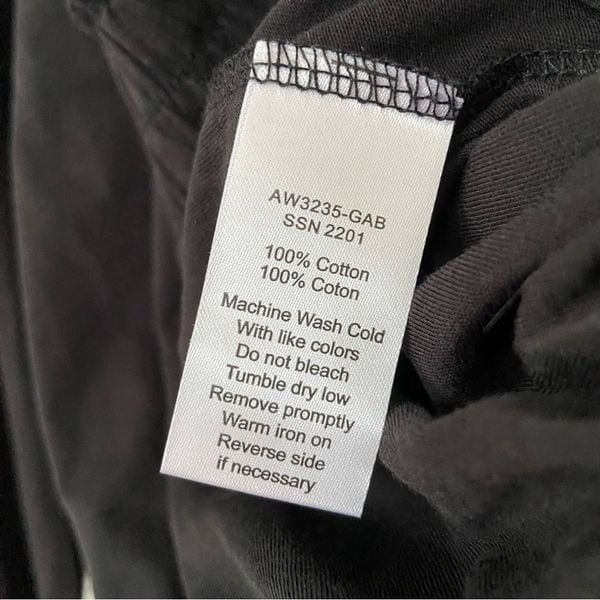 AW3235-GAB
SSN 2201
100% Cotton
100% Coton
Machine Wash Cold
With like colors
Do not bleach
Tumble dry low
Remove promptly
Warm iron on
Reverse side
if necessary